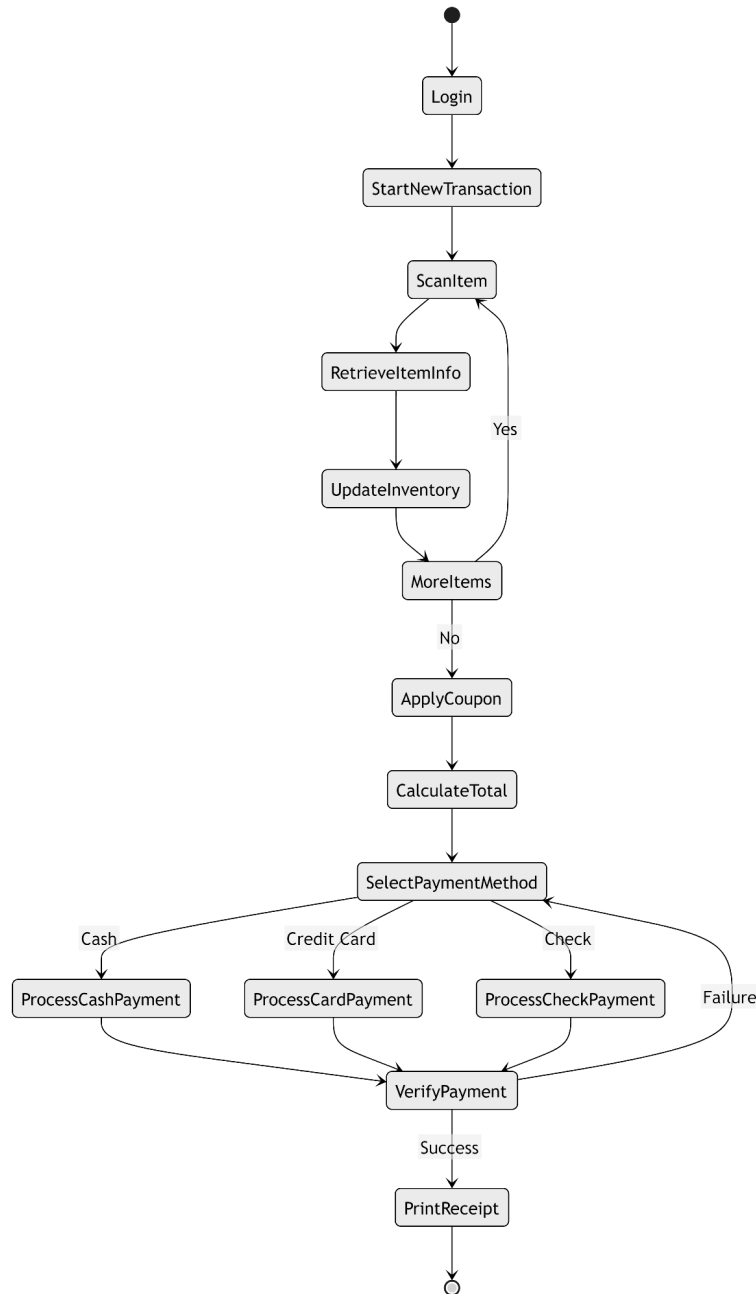 Login
StartNewTransaction
ScanItem
RetrieveItemInfo
Yes
UpdateInventory
MoreItems
No
ApplyCoupon
CalculateTotal
SelectPaymentMethod
Cash
Credit Card
Check
ProcessCashPayment
ProcessCardPayment
ProcessCheckPayment
Failure
VerifyPayment
Success
PrintReceipt